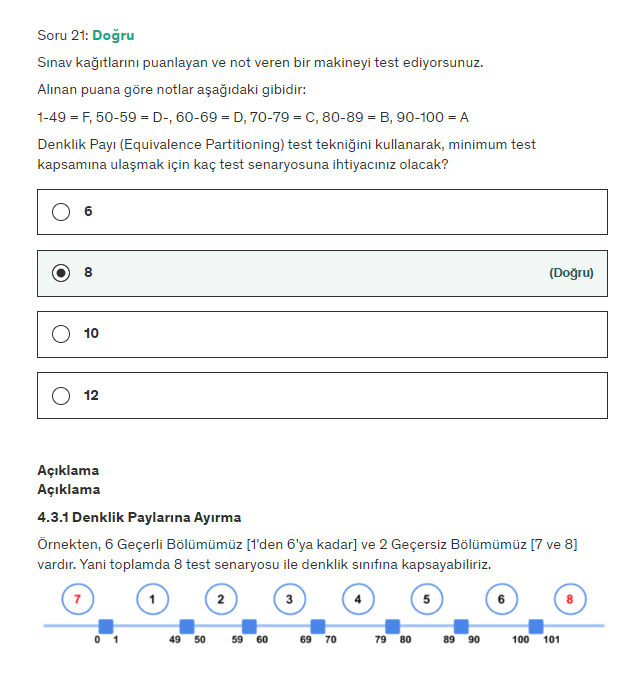 Soru 21: Doğru
Sınav kağıtlarını puanlayan ve not veren bir makineyi test ediyorsunuz.
Alınan puana göre notlar aşağıdaki gibidir:
1-49 = F, 50-59 = D-, 60-69 = D, 70-79 = C, 80-89 = B, 90-100 = A
Denklik Payı (Equivalence Partitioning) test tekniğini kullanarak, minimum test
kapsamına ulaşmak için kaç test senaryosuna ihtiyacınız olacak?
6
8 (Doğru)
10
12
Açıklama
Açıklama
4.3.1 Denklik Paylarına Ayırma
Örnekten, 6 Geçerli Bölümümüz [1'den 6'ya kadar] ve 2 Geçersiz Bölümümüz [7 ve 8]
vardır. Yani toplamda 8 test senaryosu ile denklik sınıfına kapsayabiliriz.
7 1 2 3 4 5 6 8
0 1 49 50 59 60 69 70 79 80 89 90 100 101